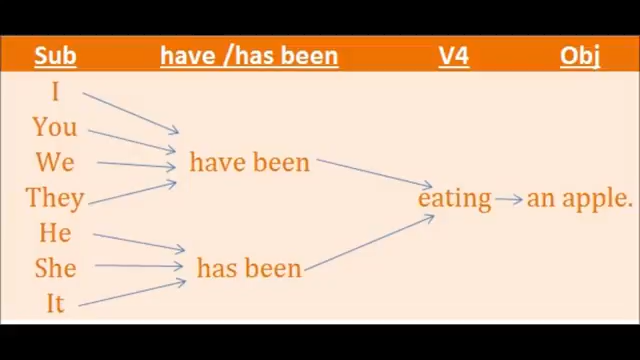 Sub have /has been V4 Obj
I
You
We have been
They eating an apple.
He
She has been
It